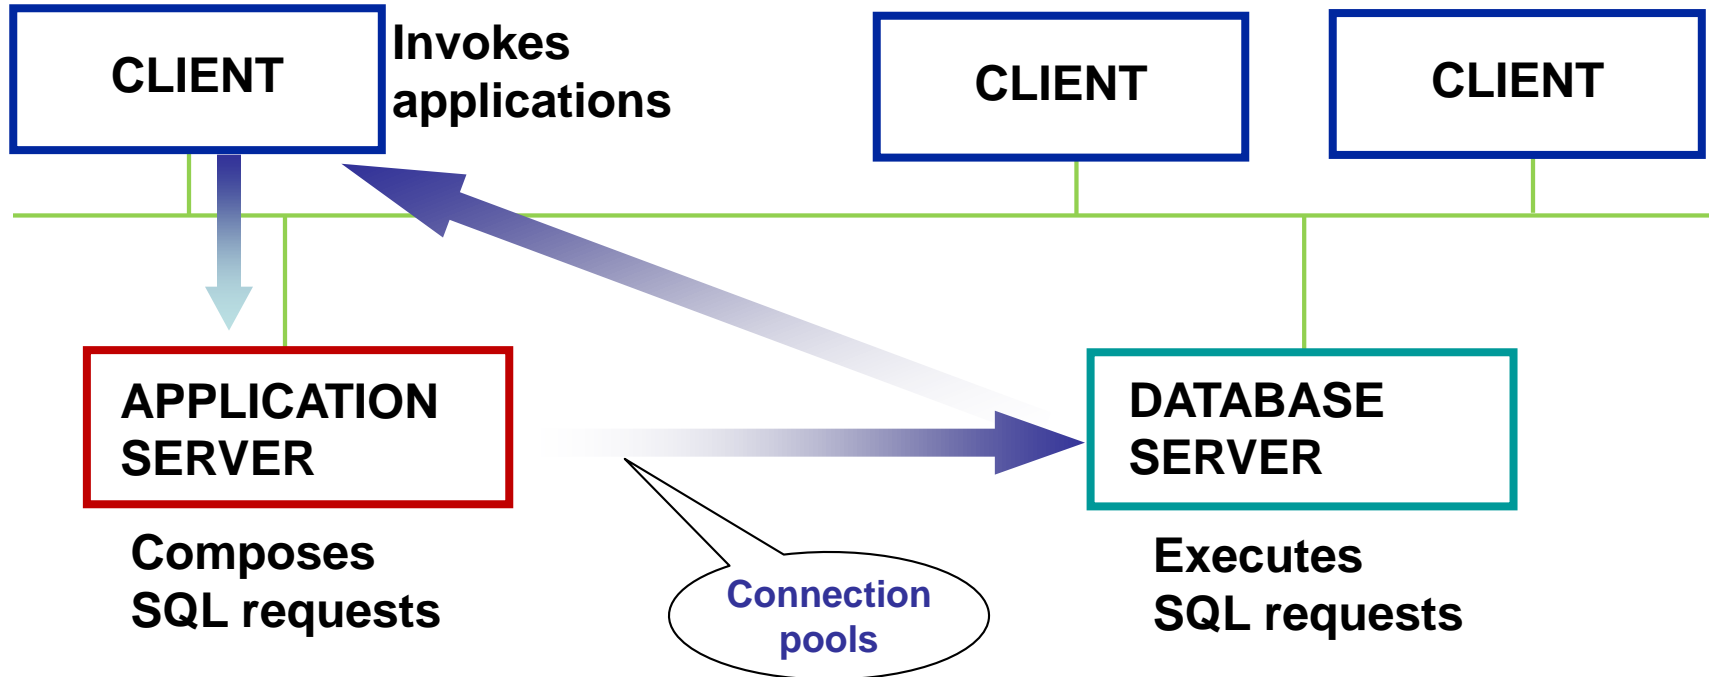 CLIENT
Invokes
applications
CLIENT
CLIENT
APPLICATION
SERVER
DATABASE
SERVER
Composes
SQL requests
Connection
pools
Executes
SQL requests